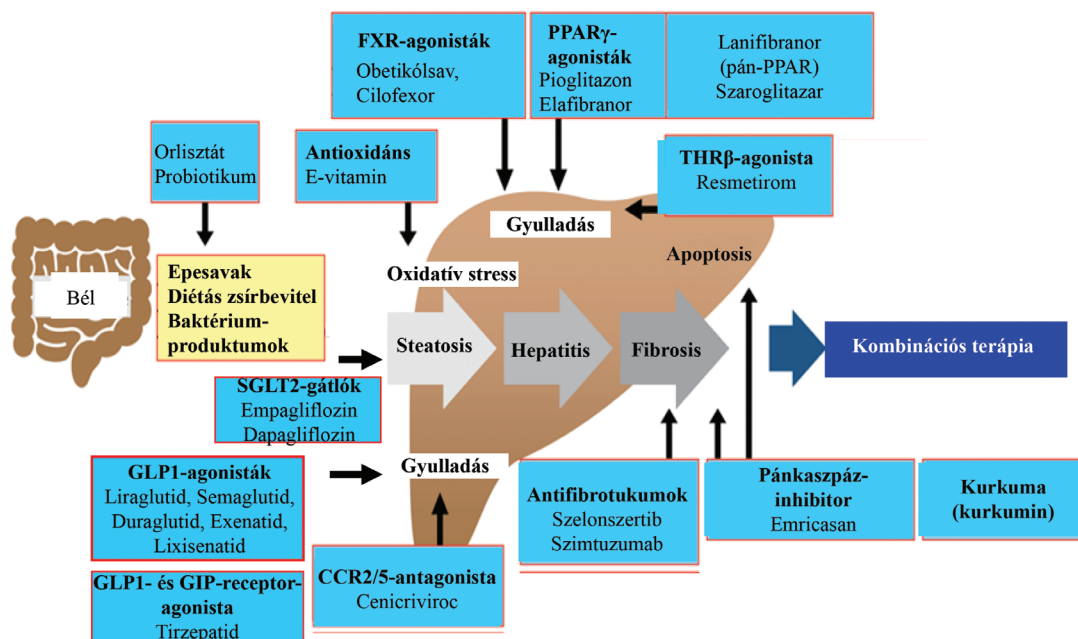 FXR-agonisták
Obetikólsav,
Cilofexor
PPARγ-
agonisták
Pioglitazon
Elafibranor
Lanifibranor
(pán-PPAR)
Szaroglitazar
Orlisztát
Probiotikum
Antioxidáns
E-vitamin
THRβ-agonista
Resmetirom
Gyulladás
Apoptosis
Oxidatív stress
Bél
Epesavak
Diétás zsírbevitel
Baktérium-
produktumok
Steatosis
Hepatitis
Fibrosis
Kombinációs terápia
SGLT2-gátlók
Empagliflozin
Dapagliflozin
Gyulladás
GLP1-agonisták
Liraglutid, Semaglutid,
Duraglutid, Exenatid,
Lixisenatid
Antifibrotukumok
Szelonszertib
Szimtuzumab
Pánkaszpáz-
inhibitor
Emricasan
Kurkuma
(kurkumin)
CCR2/5-antagonista
Cenicriviroc
GLP1- és GIP-receptor-
agonista
Tirzepatid